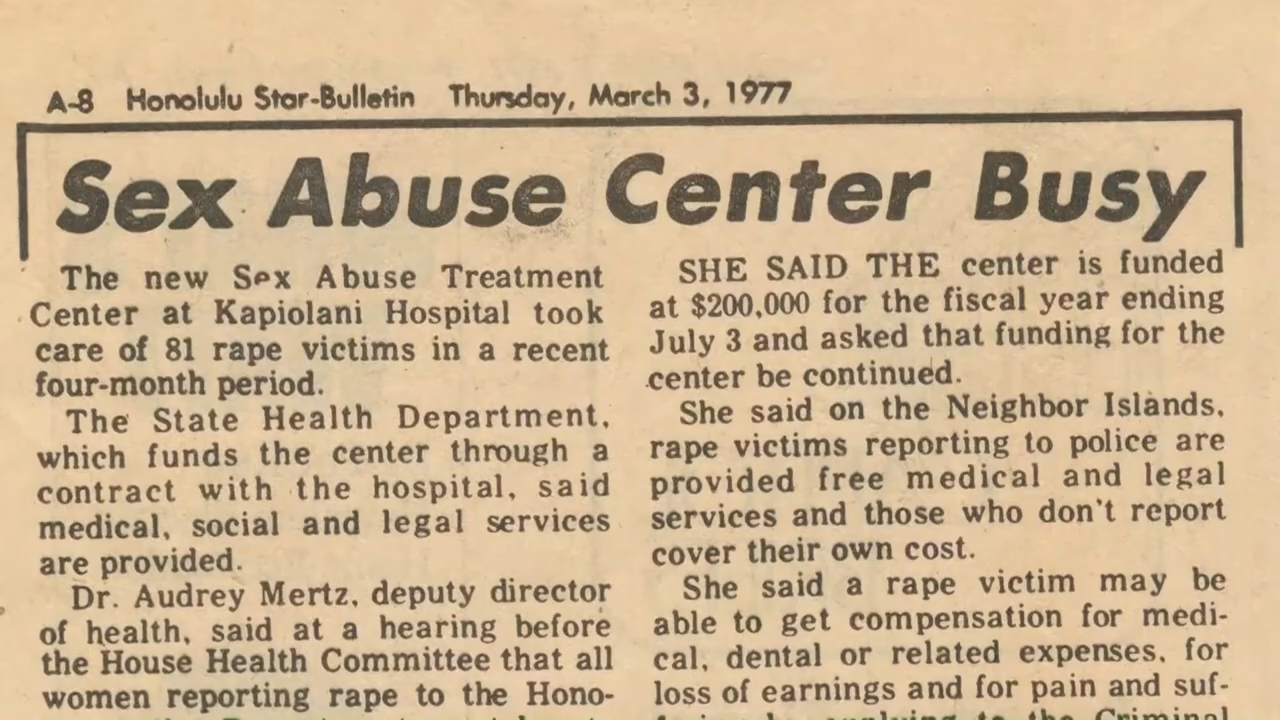 A-8 Honolulu Star-Bulletin Thursday, March 3, 1977
Sex Abuse Center Busy
The new Sex Abuse Treatment
Center at Kapiolani Hospital took
care of 81 rape victims in a recent
four-month period.
The State Health Department,
which funds the center through a
contract with the hospital, said
medical, social and legal services
are provided.
Dr. Audrey Mertz, deputy director
of health, said at a hearing before
the House Health Committee that all
women reporting rape to the Hono-
SHE SAID THE center is funded
at $200,000 for the fiscal year ending
July 3 and asked that funding for the
center be continued.
She said on the Neighbor Islands,
rape victims reporting to police are
provided free medical and legal
services and those who don't report
cover their own cost.
She said a rape victim may be
able to get compensation for medi-
cal, dental or related expenses, for
loss of earnings and for pain and suf-
applying to the Criminal